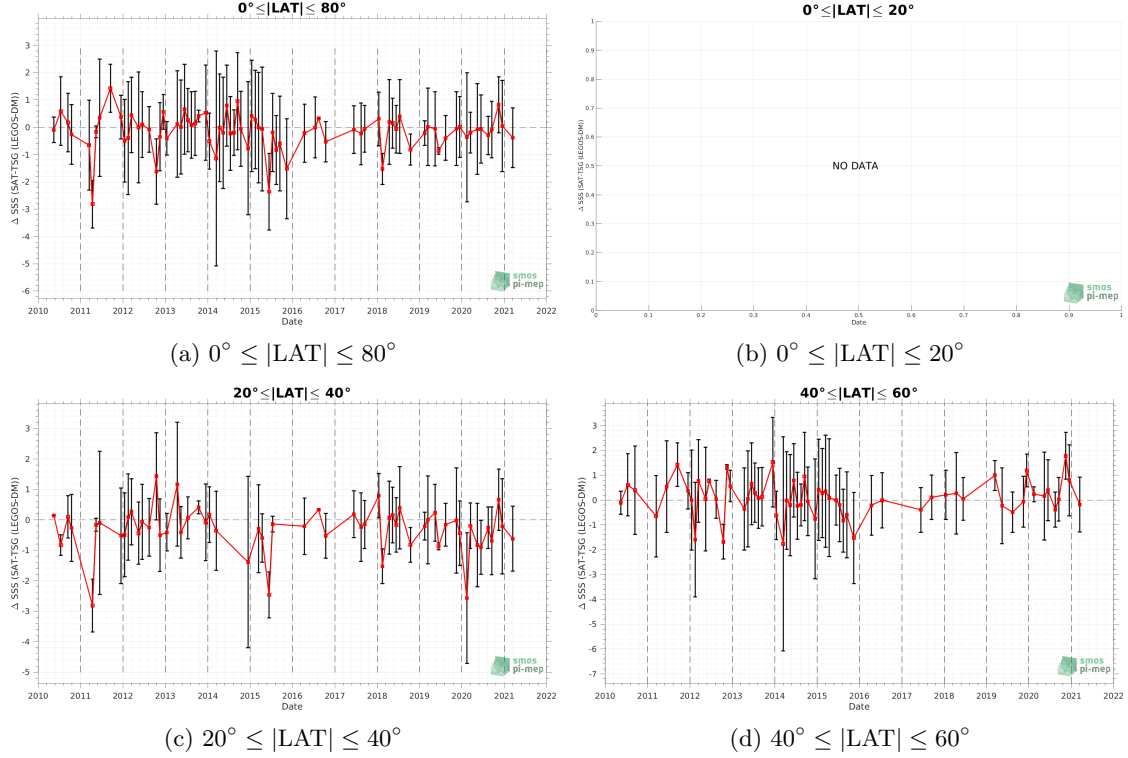 0°≤|LAT|≤ 80°
Δ SSS (SAT-TSG (LEGOS-DM))
3
2
1
0
-1
-2
-3
-4
-5
-6
2010 2011 2012 2013 2014 2015 2016 2017 2018 2019 2020 2021 2022
Date
smos
pi-mep
(a) 0° ≤ |LAT| ≤ 80°
0°≤|LAT|≤ 20°
Δ SSS (SAT-TSG (LEGOS-DM))
1
0.9
0.8
0.7
0.6
0.5
0.4
0.3
0.2
0.1
0
NO DATA
0 0.1 0.2 0.3 0.4 0.5 0.6 0.7 0.8 0.9 1
Date
smos
pi-mep
(b) 0° ≤ |LAT| ≤ 20°
20°≤|LAT|≤ 40°
Δ SSS (SAT-TSG (LEGOS-DM))
3
2
1
0
-1
-2
-3
-4
-5
2010 2011 2012 2013 2014 2015 2016 2017 2018 2019 2020 2021 2022
Date
smos
pi-mep
(c) 20° ≤ |LAT| ≤ 40°
40°≤|LAT|≤ 60°
Δ SSS (SAT-TSG (LEGOS-DM))
3
2
1
0
-1
-2
-3
-4
-5
-6
-7
2010 2011 2012 2013 2014 2015 2016 2017 2018 2019 2020 2021 2022
Date
smos
pi-mep
(d) 40° ≤ |LAT| ≤ 60°